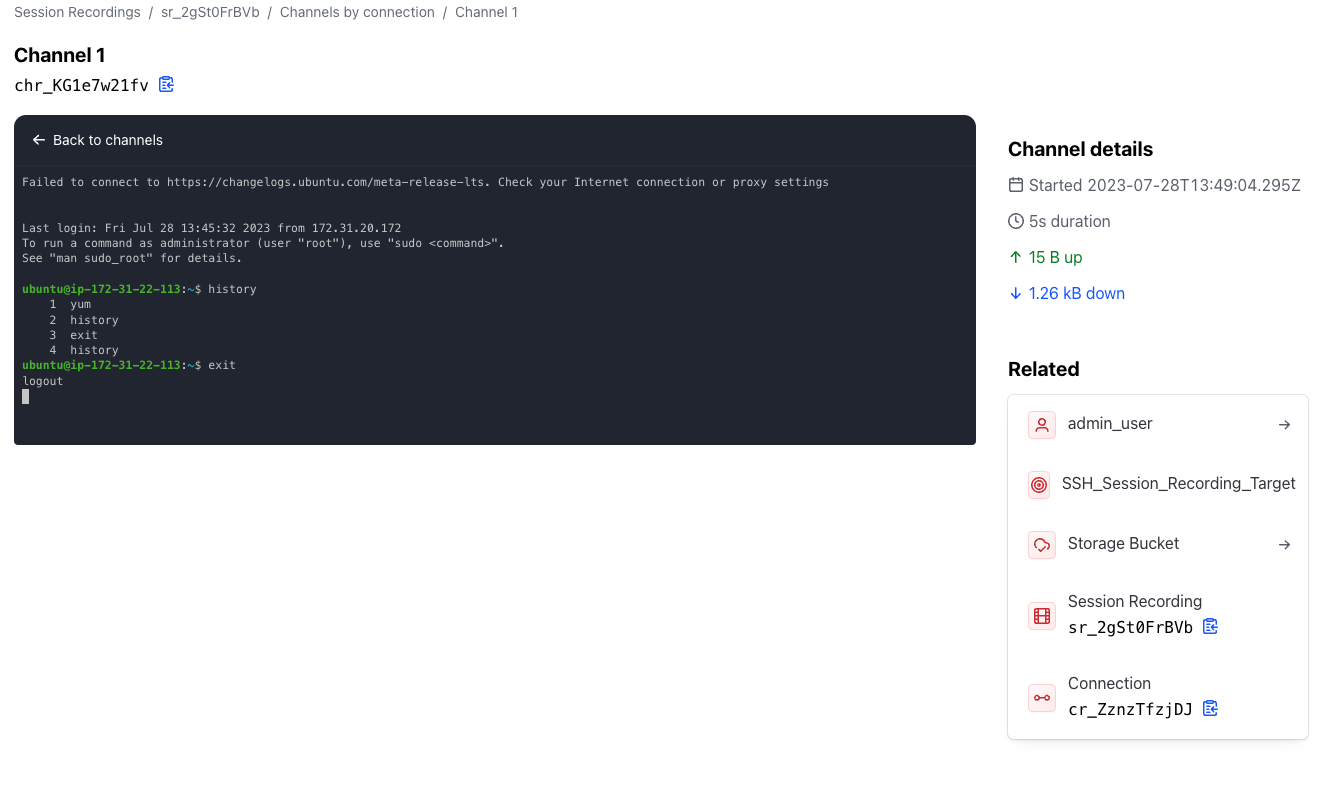 Session Recordings / sr_2gSt0FrBVb / Channels by connection / Channel 1
Channel 1
chr_KG1e7w21fv
Back to channels
Failed to connect to https://changelogs.ubuntu.com/meta-release-lts. Check your Internet connection or proxy settings
Last login: Fri Jul 28 13:45:32 2023 from 172.31.20.172
To run a command as administrator (user "root"), use "sudo <command>".
See "man sudo_root" for details.
ubuntu@ip-172-31-22-113:~$ history
1 yum
2 history
3 exit
4 history
ubuntu@ip-172-31-22-113:~$ exit
logout
Channel details
Started 2023-07-28T13:49:04.295Z
5s duration
15 B up
1.26 kB down
Related
admin_user
SSH_Session_Recording_Target
Storage Bucket
Session Recording
sr_2gSt0FrBVb
Connection
cr_ZznzTfzjDJ